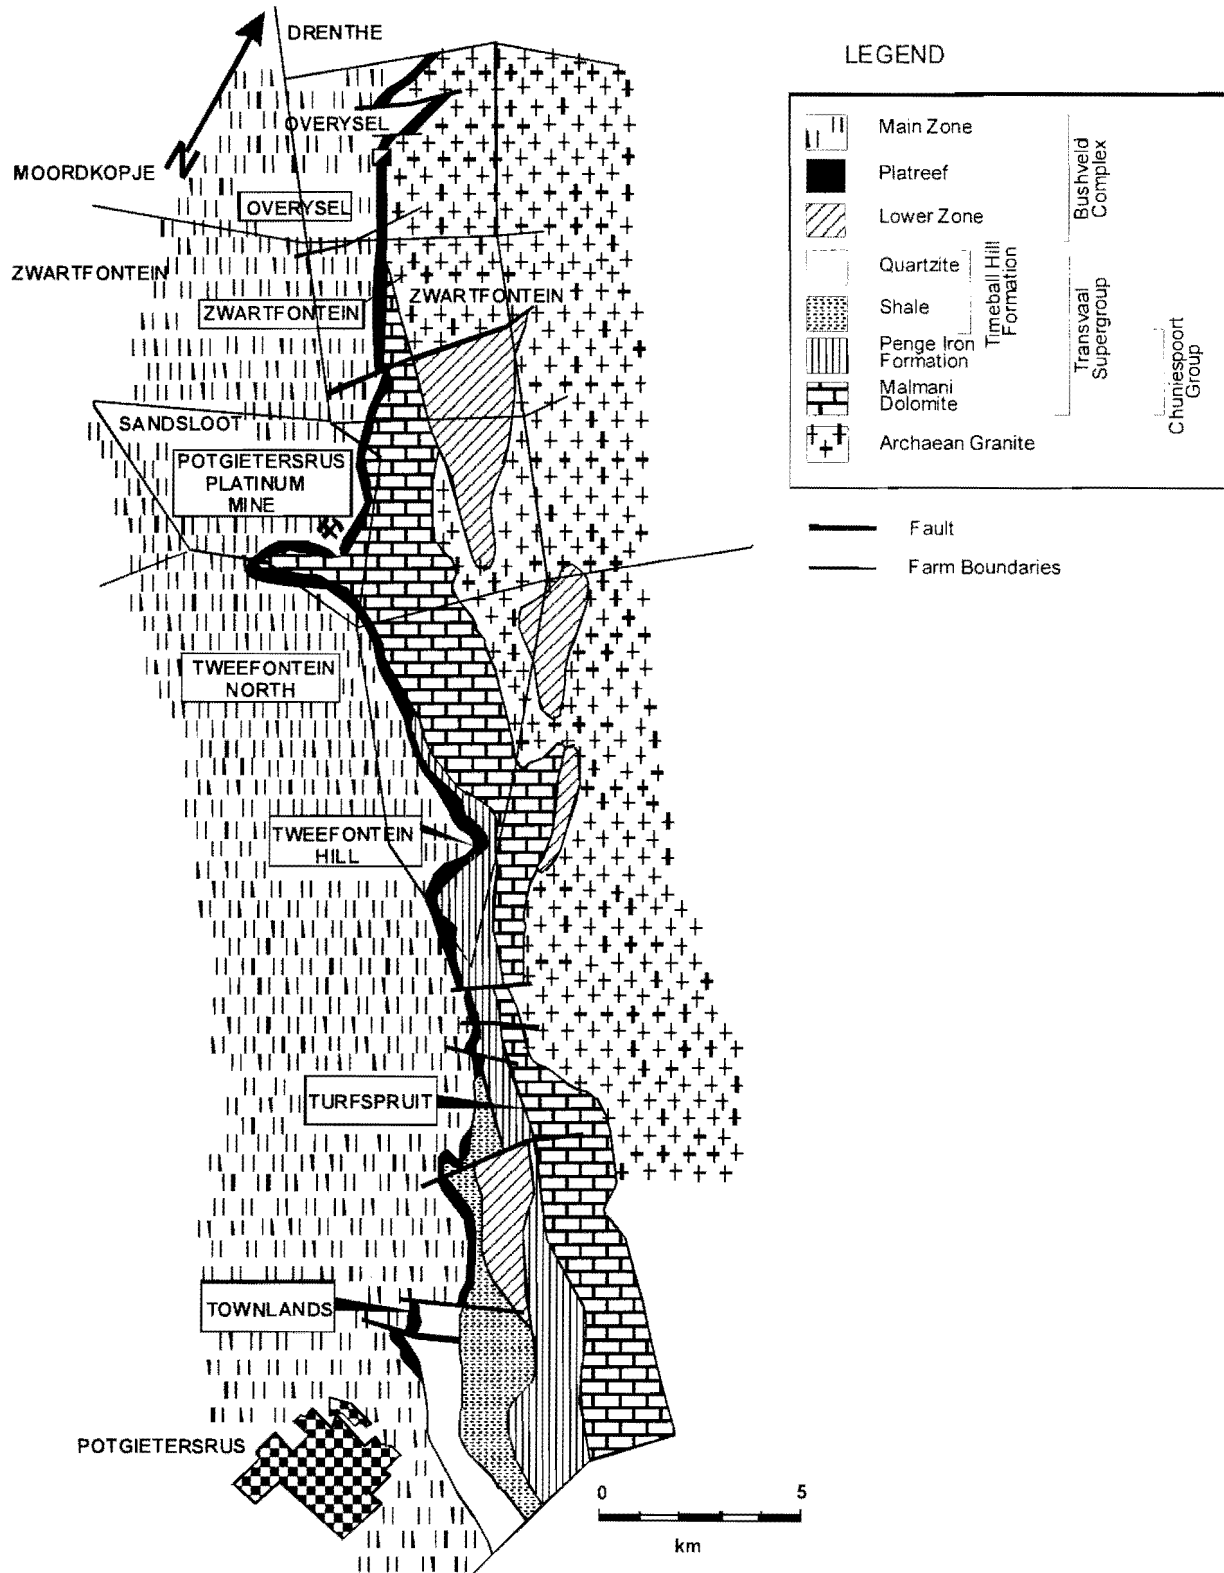 DRENTHE
LEGEND
OVERYSEL
N
MOORDKOPJE
OVERYSEL
ZWARTFONTEIN
ZWARTFONTEIN
ZWARTFONTEIN
SANDSLOOT
POTGIETERSRUS
PLATINUM
MINE
TWEEFONTEIN
NORTH
TWEEFONTEIN
HILL
TURFSPRUIT
TOWNLANDS
POTGIETERSRUS
0 5
km
Main Zone
Platreef
Lower Zone
Quartzite
Shale
Penge Iron
Formation
Malmani
Dolomite
Archaean Granite
Timeball Hill
Formation
Bushveld
Complex
Transvaal
Supergroup
Chuniespoort
Group
Fault
Farm Boundaries